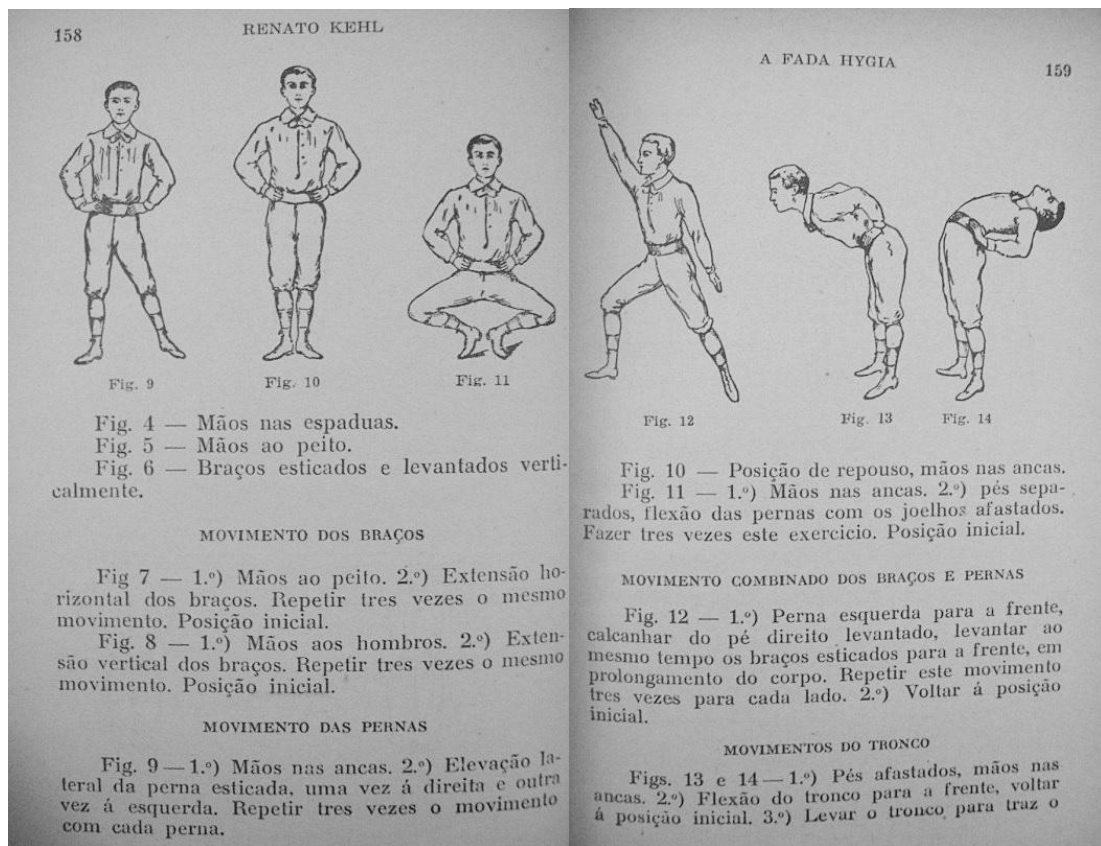 158
RENATO KEHL
Fig. 9
Fig. 10
Fig. 11
Fig. 4 — Mãos nas espaduas.
Fig. 5 — Mãos ao peito.
Fig. 6 — Braços esticados e levantados verti-
calmente.
MOVIMENTO DOS BRAÇOS
Fig 7 — 1.º) Mãos ao peito. 2.º) Extensão ho-
rizontal dos braços. Repetir tres vezes o mesmo
movimento. Posição inicial.
Fig. 8 — 1.º) Mãos aos hombros. 2.º) Exten-
são vertical dos braços. Repetir tres vezes o mesmo
movimento. Posição inicial.
MOVIMENTO DAS PERNAS
Fig. 9 — 1.º) Mãos nas ancas. 2.º) Elevação la-
teral da perna esticada, uma vez á direita e outra
vez á esquerda. Repetir tres vezes o movimento
com cada perna.
A FADA HYGIA
159
Fig. 12
Fig. 13
Fig. 14
Fig. 10 — Posição de repouso, mãos nas ancas.
Fig. 11 — 1.º) Mãos nas ancas. 2.º) pés sepa-
rados, flexão das pernas com os joelhos afastados.
Fazer tres vezes este exercicio. Posição inicial.
MOVIMENTO COMBINADO DOS BRAÇOS E PERNAS
Fig. 12 — 1.º) Perna esquerda para a frente,
calcanhar do pé direito levantado, levantar ao
mesmo tempo os braços esticados para a frente, em
prolongamento do corpo. Repetir este movimento
tres vezes para cada lado. 2.º) Voltar á posição
inicial.
MOVIMENTOS DO TRONCO
Figs. 13 e 14 — 1.º) Pés afastados, mãos nas
ancas. 2.º) Flexão do tronco para a frente, voltar
á posição inicial. 3.º) Levar o tronco para traz o